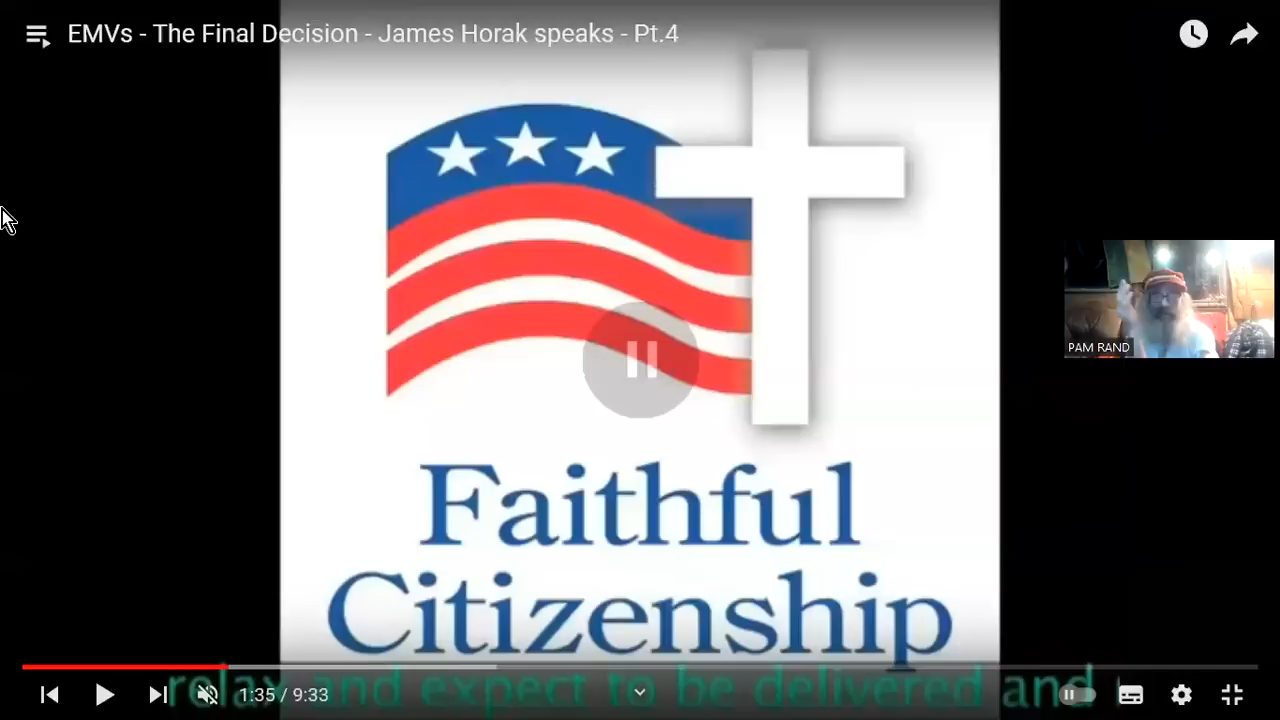 EMVs - The Final Decision - James Horak speaks - Pt.4
PAM RAND
Faithful
Citizenship
relax and expect to be delivered and
1:35 / 9:33